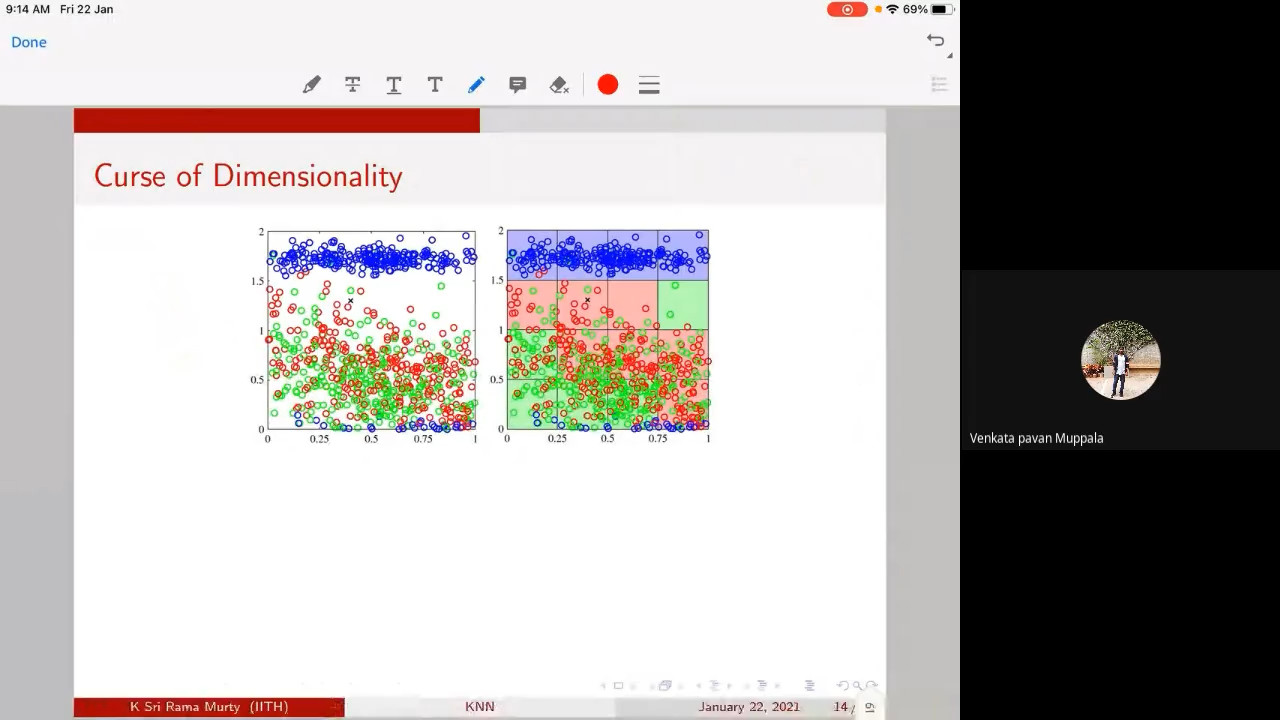 9:14 AM Fri 22 Jan
69%
Done
T T T
Curse of Dimensionality
2
1.5
1
0.5
0
0 0.25 0.5 0.75 1
2
1.5
1
0.5
0
0 0.25 0.5 0.75 1
Venkata pavan Muppala
K Sri Rama Murty (IITH) KNN January 22, 2021 14 / 19